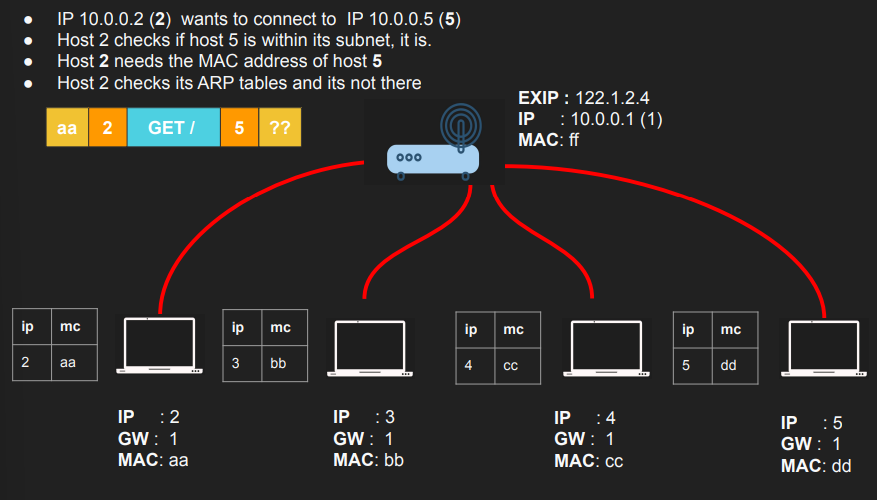 ● IP 10.0.0.2 (2) wants to connect to IP 10.0.0.5 (5)
● Host 2 checks if host 5 is within its subnet, it is.
● Host 2 needs the MAC address of host 5
● Host 2 checks its ARP tables and its not there
aa 2 GET / 5 ??
EXIP : 122.1.2.4
IP : 10.0.0.1 (1)
MAC: ff
ip mc
2 aa
ip mc
3 bb
ip mc
4 cc
ip mc
5 dd
IP : 2
GW : 1
MAC: aa
IP : 3
GW : 1
MAC: bb
IP : 4
GW : 1
MAC: cc
IP : 5
GW : 1
MAC: dd